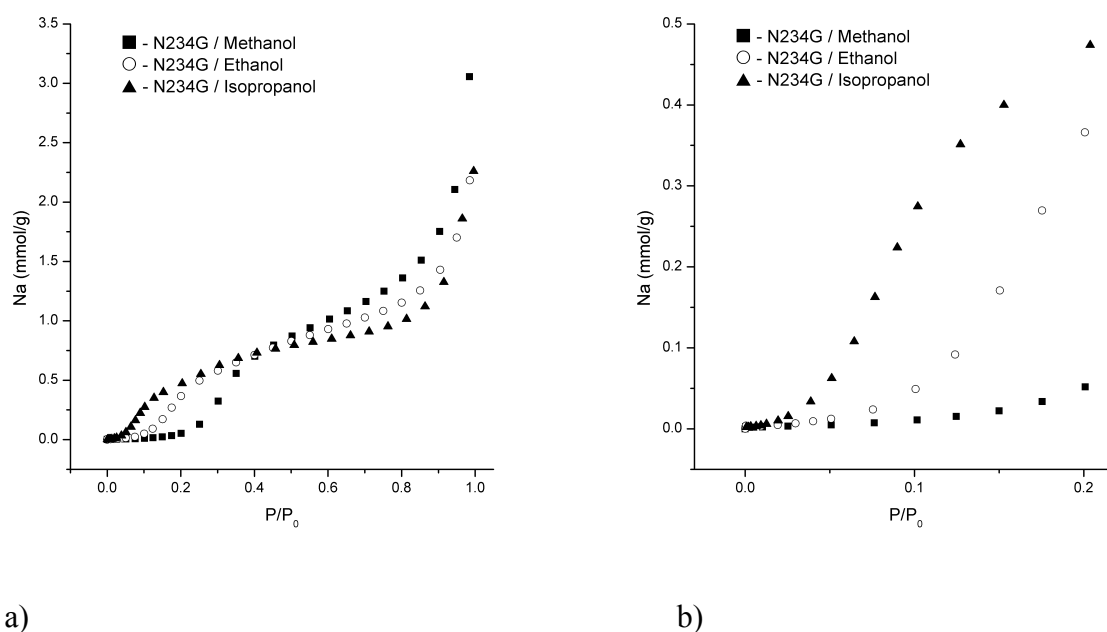 3.5
3.0
2.5
2.0
1.5
1.0
0.5
0.0
Na (mmol/g)
- N234G / Methanol
- N234G / Ethanol
- N234G / Isopropanol
0.0 0.2 0.4 0.6 0.8 1.0
P/P0
a)
0.5
0.4
0.3
0.2
0.1
0.0
Na (mmol/g)
- N234G / Methanol
- N234G / Ethanol
- N234G / Isopropanol
0.0 0.1 0.2
P/P0
b)